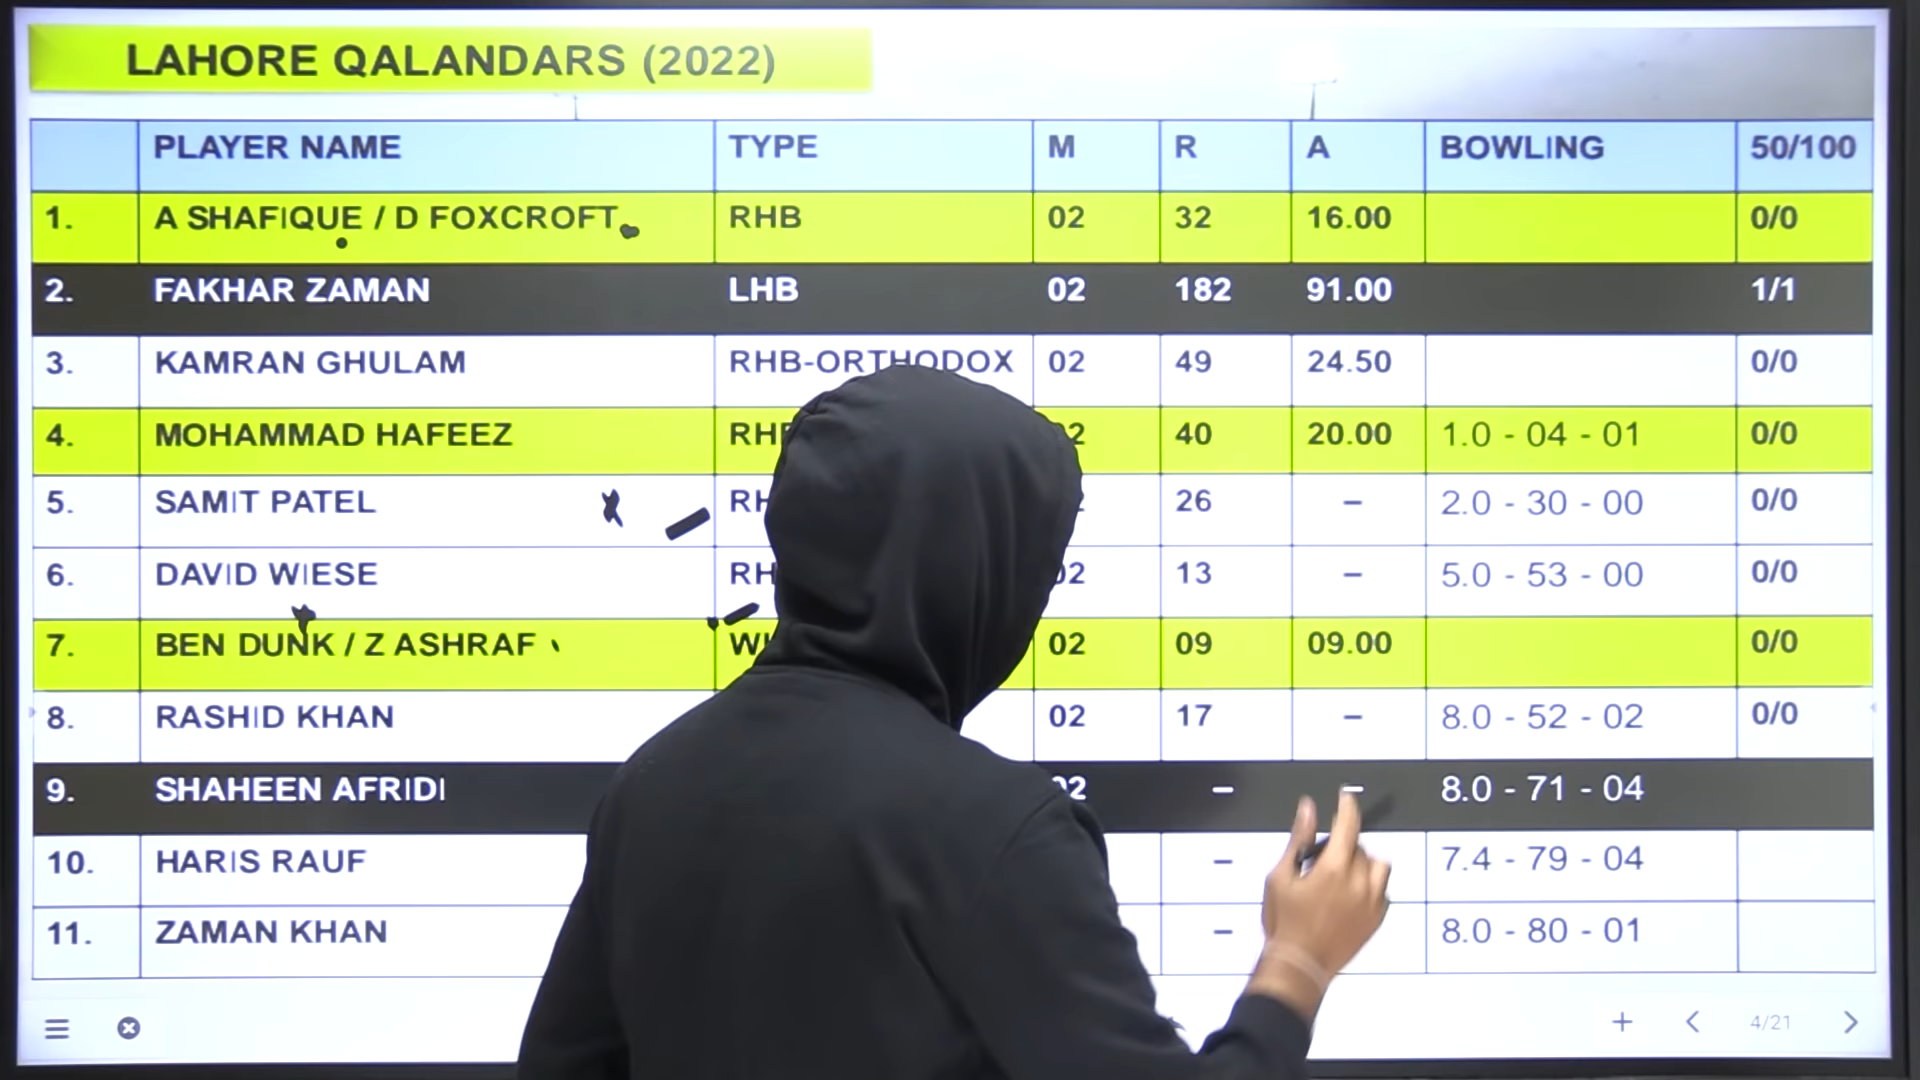 LAHORE QALANDARS (2022)
PLAYER NAME TYPE M R A BOWLING 50/100
1. A SHAFIQUE / D FOXCROFT RHB 02 32 16.00 0/0
2. FAKHAR ZAMAN LHB 02 182 91.00 1/1
3. KAMRAN GHULAM RHB-ORTHODOX 02 49 24.50 0/0
4. MOHAMMAD HAFEEZ 40 20.00 1.0 - 04 - 01 0/0
5. SAMIT PATEL 26 – 2.0 - 30 - 00 0/0
6. DAVID WIESE 13 – 5.0 - 53 - 00 0/0
7. BEN DUNK / Z ASHRAF 02 09 09.00 0/0
8. RASHID KHAN 02 17 – 8.0 - 52 - 02 0/0
9. SHAHEEN AFRIDI – – 8.0 - 71 - 04
10. HARIS RAUF – 7.4 - 79 - 04
11. ZAMAN KHAN – 8.0 - 80 - 01
4/21